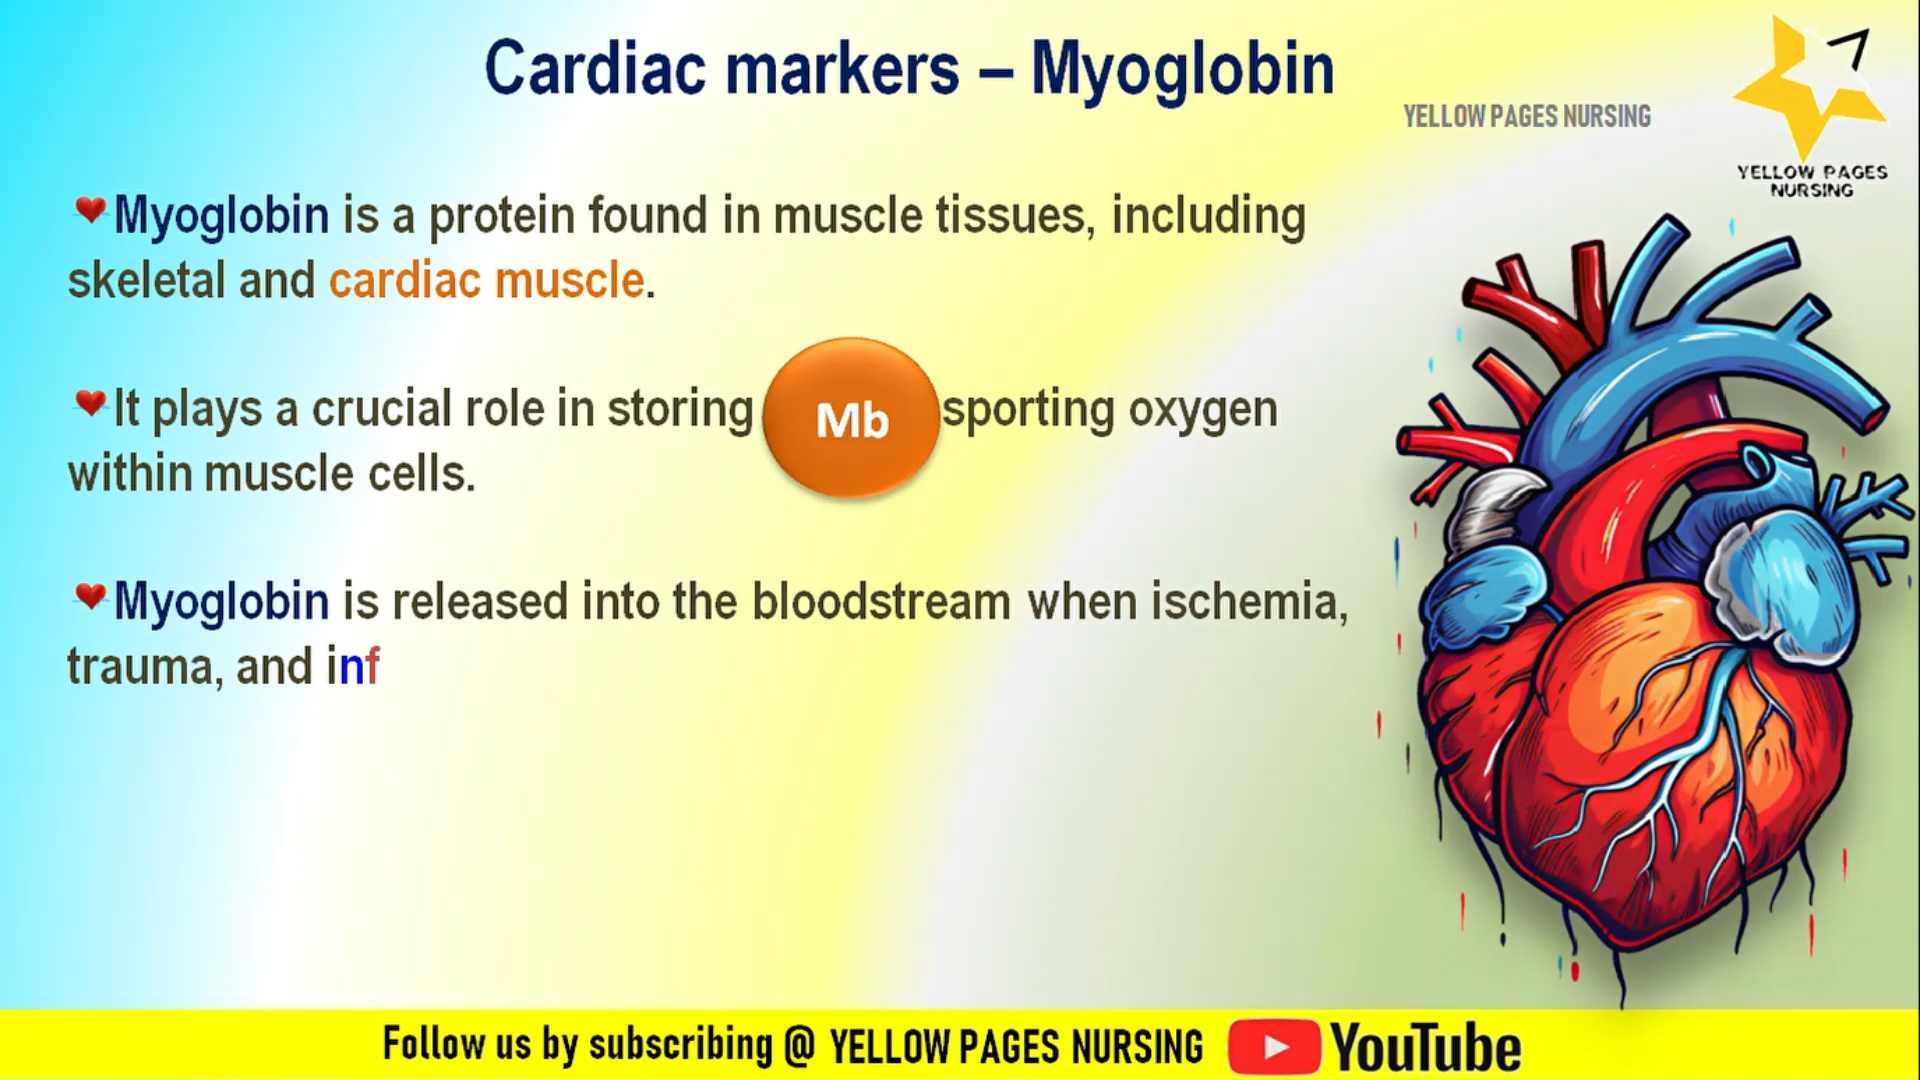 Cardiac markers – Myoglobin
YELLOW PAGES NURSING
YELLOW PAGES
NURSING
Myoglobin is a protein found in muscle tissues, including
skeletal and cardiac muscle.
It plays a crucial role in storing Mb sporting oxygen
within muscle cells.
Myoglobin is released into the bloodstream when ischemia,
trauma, and inf
Follow us by subscribing @ YELLOW PAGES NURSING YouTube